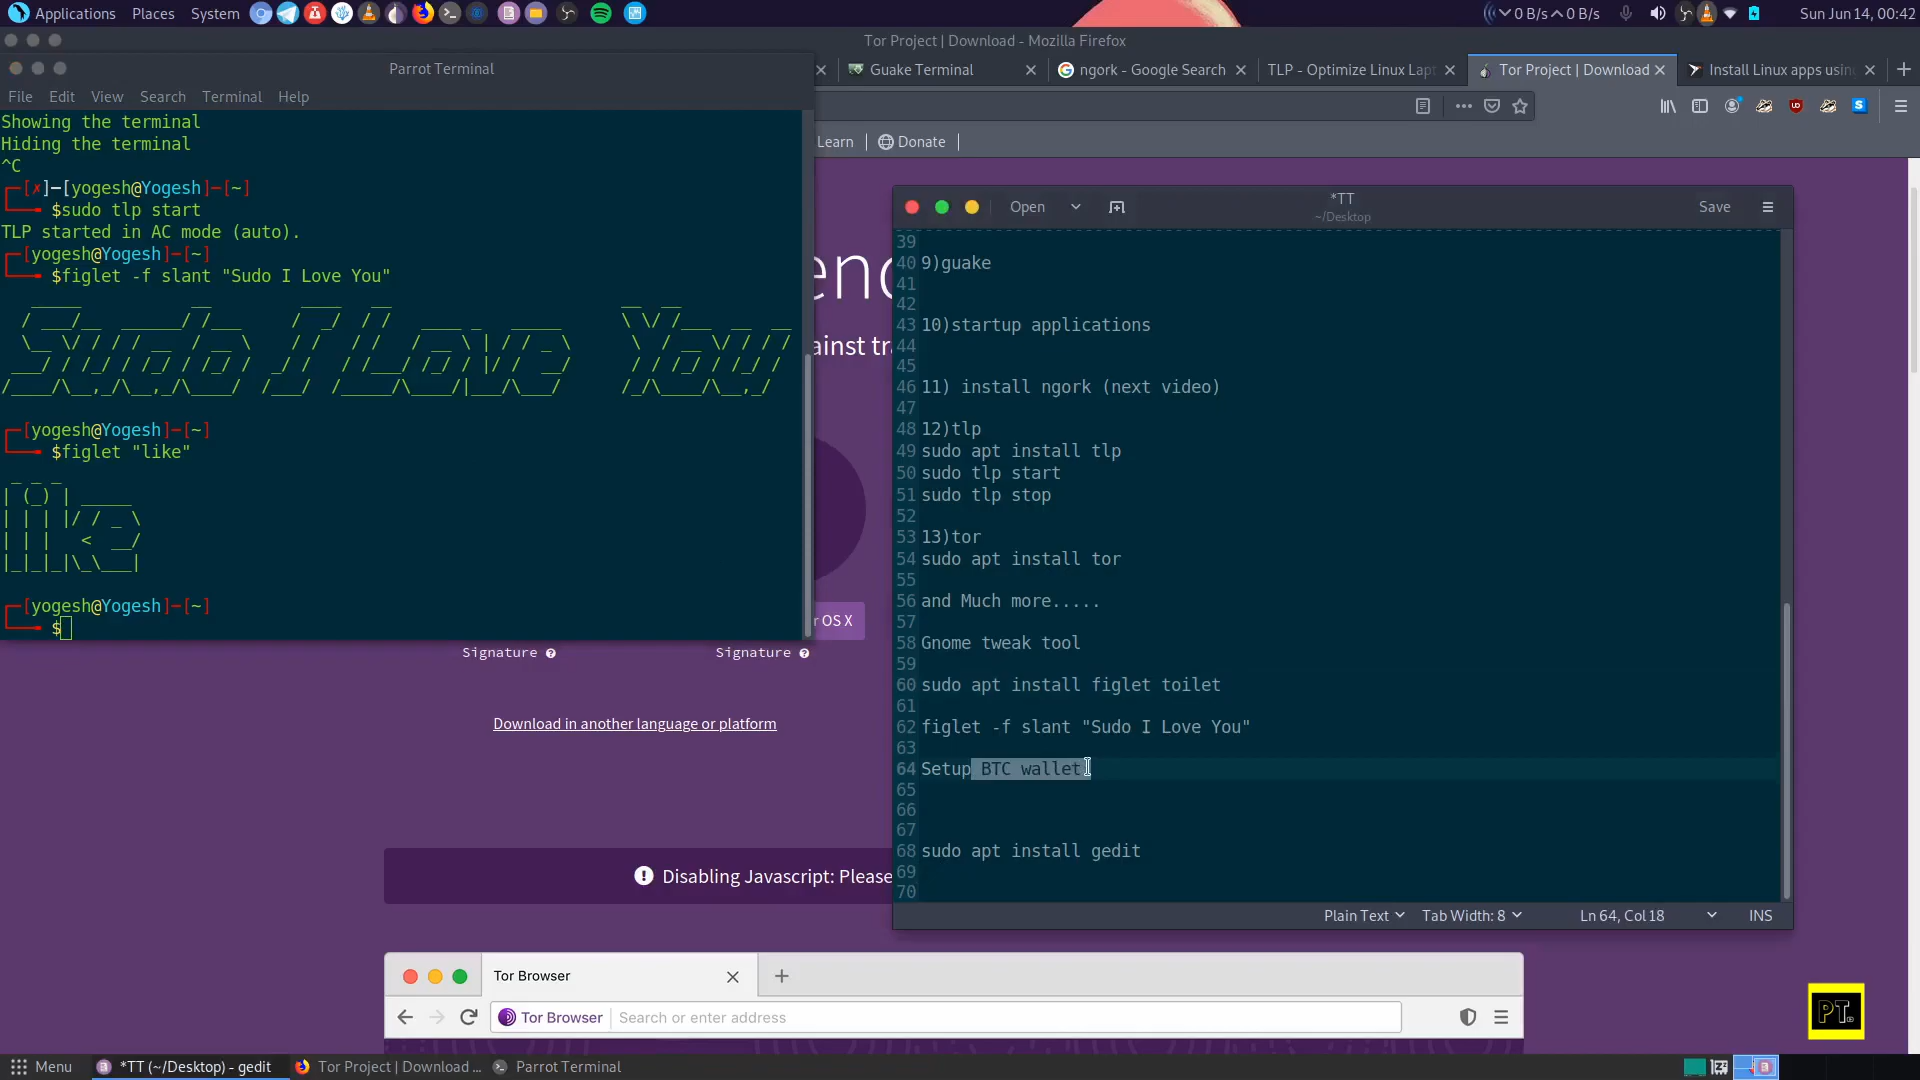 Applications Places System
0 B/s 0 B/s
Sun Jun 14, 00:42
Tor Project | Download - Mozilla Firefox
Guake Terminal
ngork - Google Search
TLP - Optimize Linux Lapt
Tor Project | Download
Install Linux apps using
Learn
Donate
Parrot Terminal
File Edit View Search Terminal Help
Showing the terminal
Hiding the terminal
^C
[✗]─[yogesh@Yogesh]─[~]
$sudo tlp start
TLP started in AC mode (auto).
[yogesh@Yogesh]─[~]
$figlet -f slant "Sudo I Love You"
Sudo I Love You
[yogesh@Yogesh]─[~]
$figlet "like"
like
[yogesh@Yogesh]─[~]
$
ainst tra
r OS X
Signature
Signature
Download in another language or platform
Disabling Javascript: Please
Tor Browser
Tor Browser
Search or enter address
Open
*TT
~/Desktop
Save
39
40 9)guake
41
42
43 10)startup applications
44
45
46 11) install ngork (next video)
47
48 12)tlp
49 sudo apt install tlp
50 sudo tlp start
51 sudo tlp stop
52
53 13)tor
54 sudo apt install tor
55
56 and Much more.....
57
58 Gnome tweak tool
59
60 sudo apt install figlet toilet
61
62 figlet -f slant "Sudo I Love You"
63
64 Setup BTC wallet
65
66
67
68 sudo apt install gedit
69
70
Plain Text
Tab Width: 8
Ln 64, Col 18
INS
PT
Menu
*TT (~/Desktop) - gedit
Tor Project | Download ...
Parrot Terminal